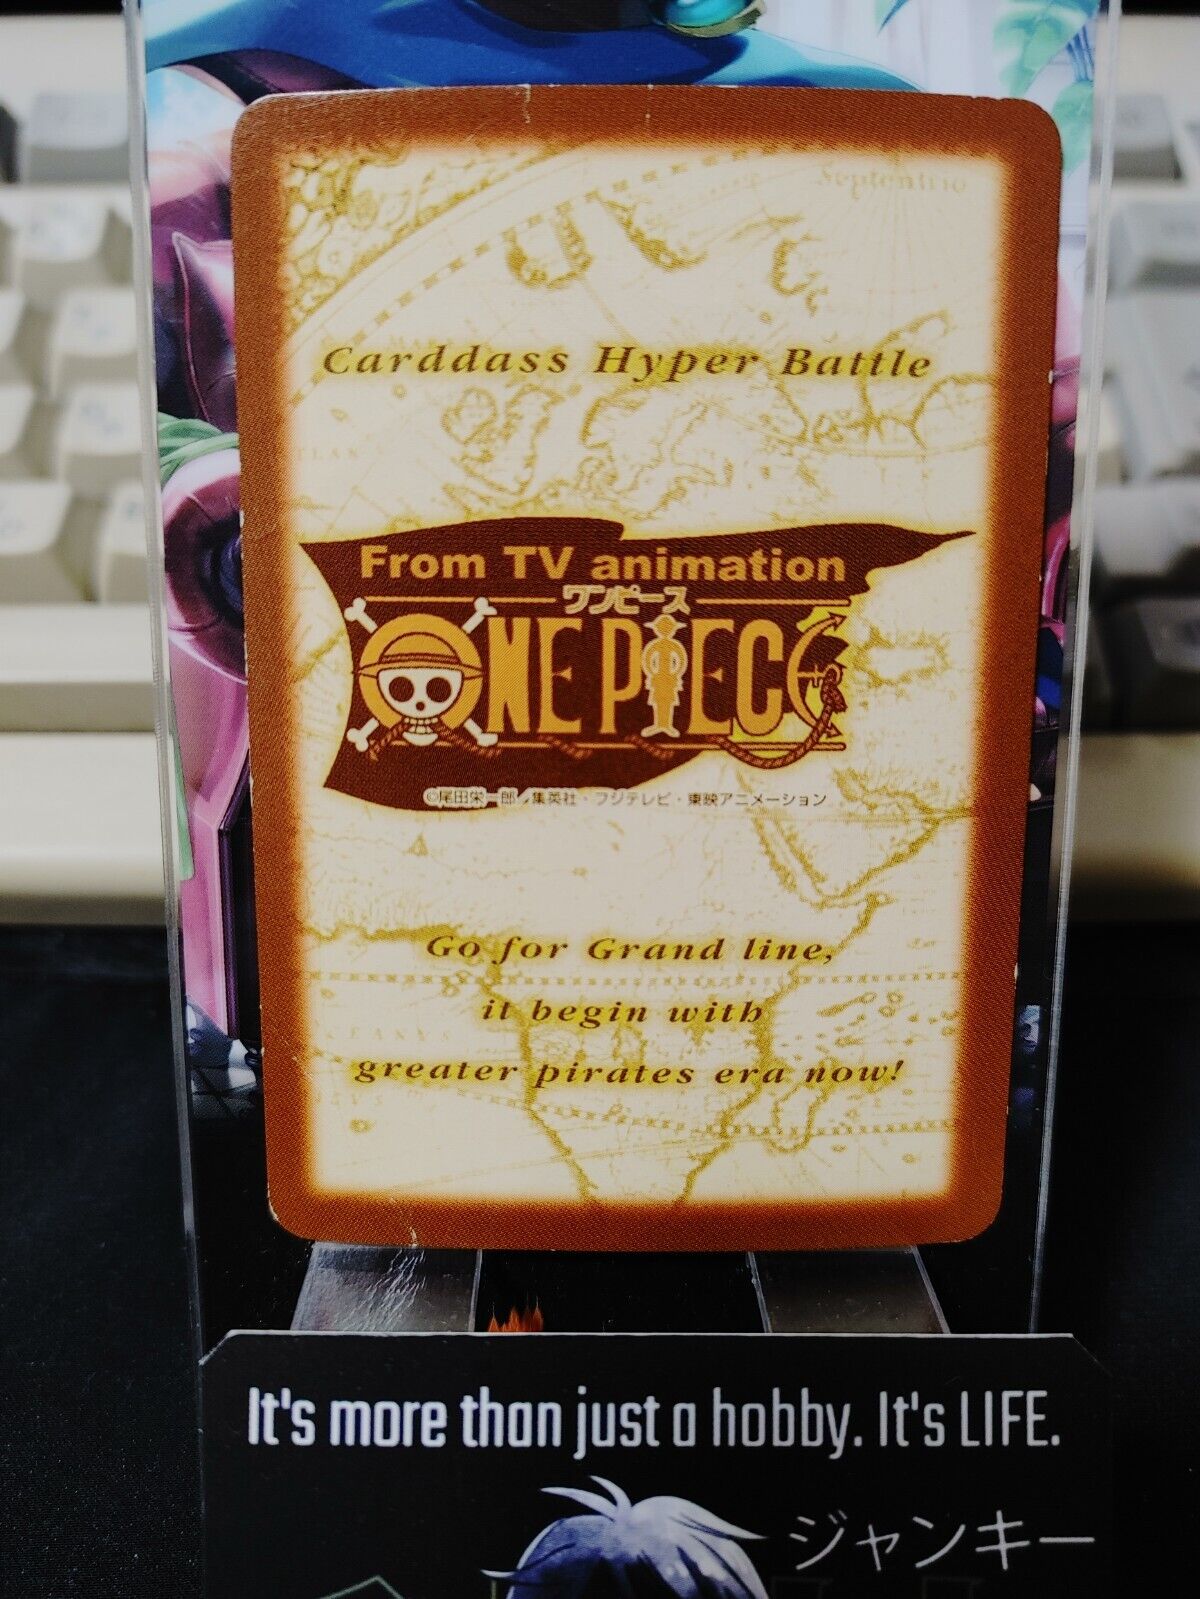 Septentrio
Carddass Hyper Battle
From TV animation
ワンピース
ONE PIECE
©尾田栄一郎/集英社・フジテレビ・東映アニメーション
Go for Grand line,
it begin with
greater pirates era now!
It's more than just a hobby. It's LIFE.
ジャンキー